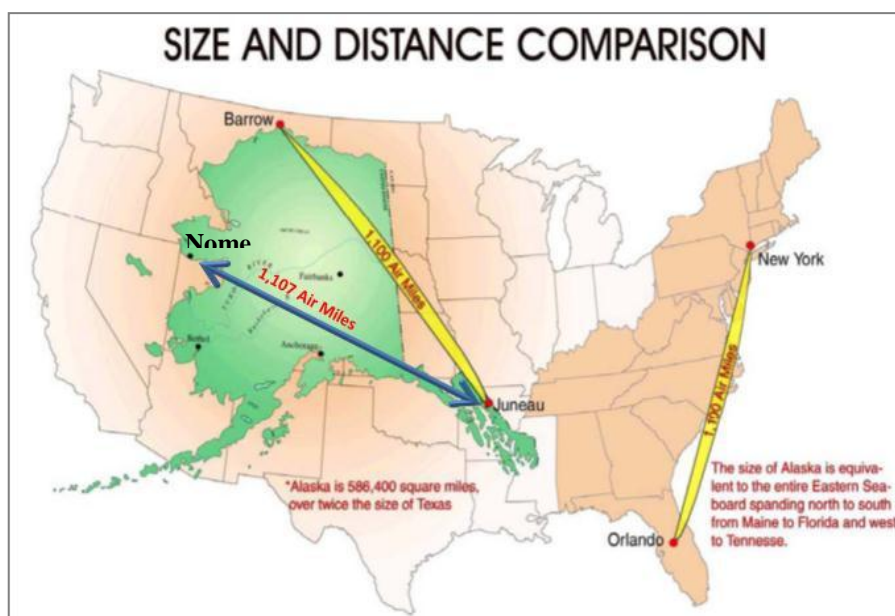 SIZE AND DISTANCE COMPARISON
Barrow
Nome
1,100 Air Miles
New York
Fairbanks
1,107 Air Miles
RIVER
YUKON
Bethel
Anchorage
Juneau
1,100 Air Miles
*Alaska is 586,400 square miles,
over twice the size of Texas
The size of Alaska is equiva-
lent to the entire Eastern Sea-
board spanding north to south
from Maine to Florida and west
to Tennesse.
Orlando